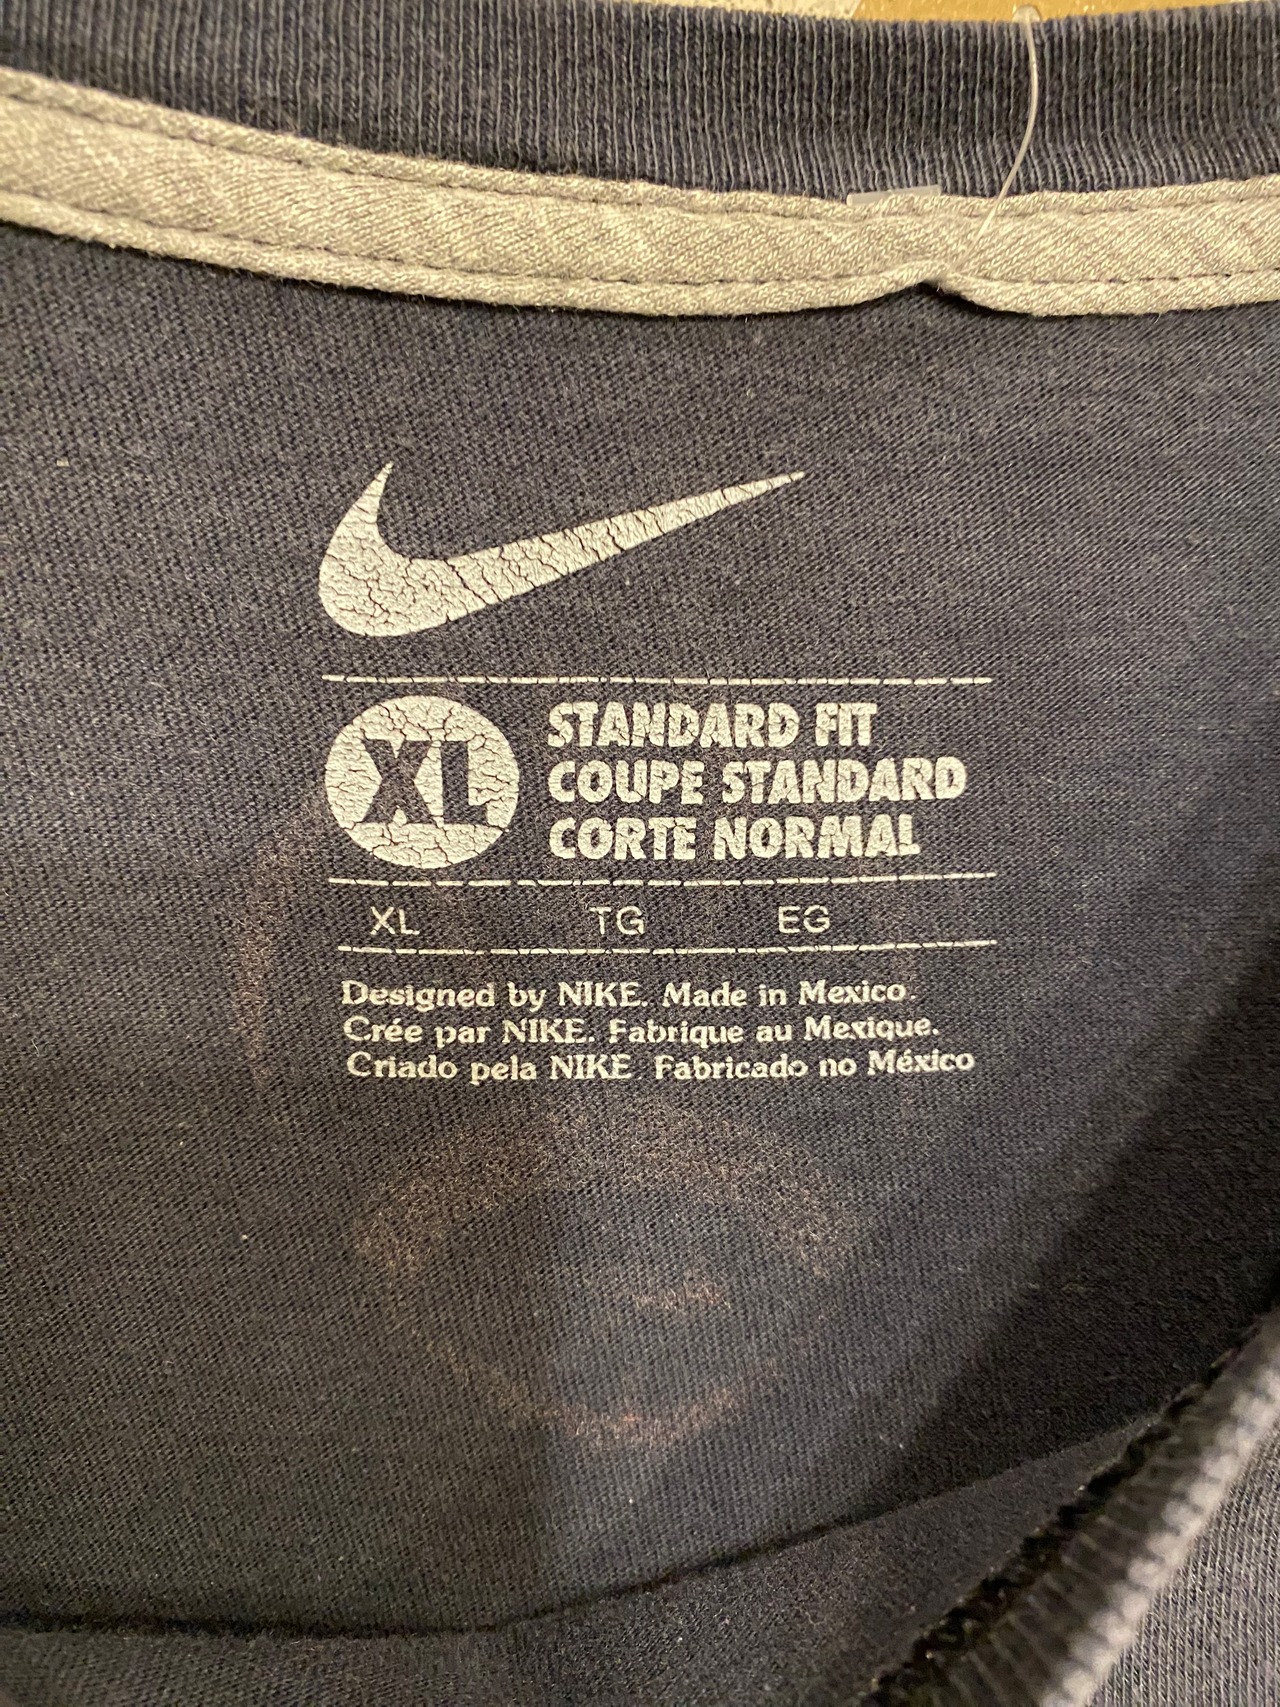 XL
STANDARD FIT
COUPE STANDARD
CORTE NORMAL
XL TG EG
Designed by NIKE. Made in Mexico.
Crée par NIKE. Fabrique au Mexique.
Criado pela NIKE. Fabricado no México